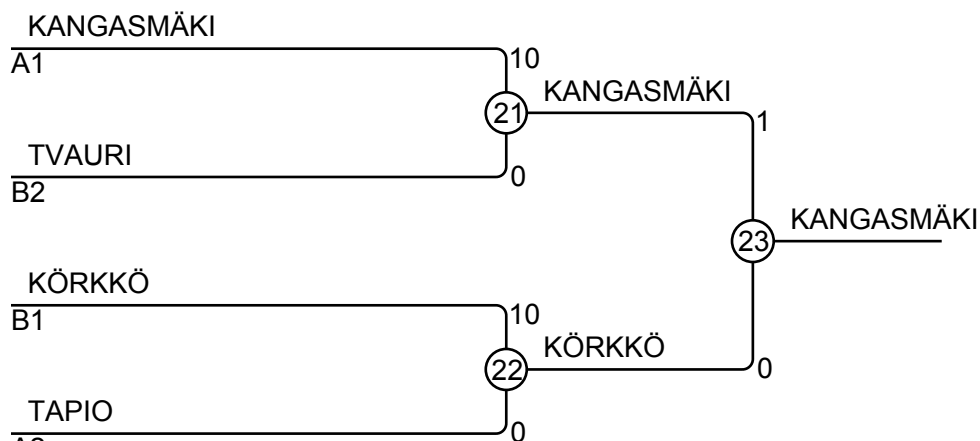 KANGASMÄKI
A1
10
21
KANGASMÄKI
1
TVAURI
B2
0
23
KANGASMÄKI
KÖRKKÖ
B1
10
22
KÖRKKÖ
0
TAPIO
0